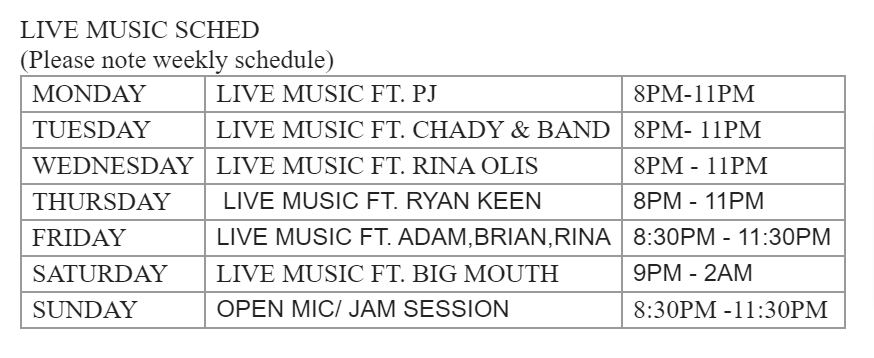 LIVE MUSIC SCHED
(Please note weekly schedule)
MONDAY LIVE MUSIC FT. PJ 8PM-11PM
TUESDAY LIVE MUSIC FT. CHADY & BAND 8PM- 11PM
WEDNESDAY LIVE MUSIC FT. RINA OLIS 8PM - 11PM
THURSDAY LIVE MUSIC FT. RYAN KEEN 8PM - 11PM
FRIDAY LIVE MUSIC FT. ADAM,BRIAN,RINA 8:30PM - 11:30PM
SATURDAY LIVE MUSIC FT. BIG MOUTH 9PM - 2AM
SUNDAY OPEN MIC/ JAM SESSION 8:30PM -11:30PM